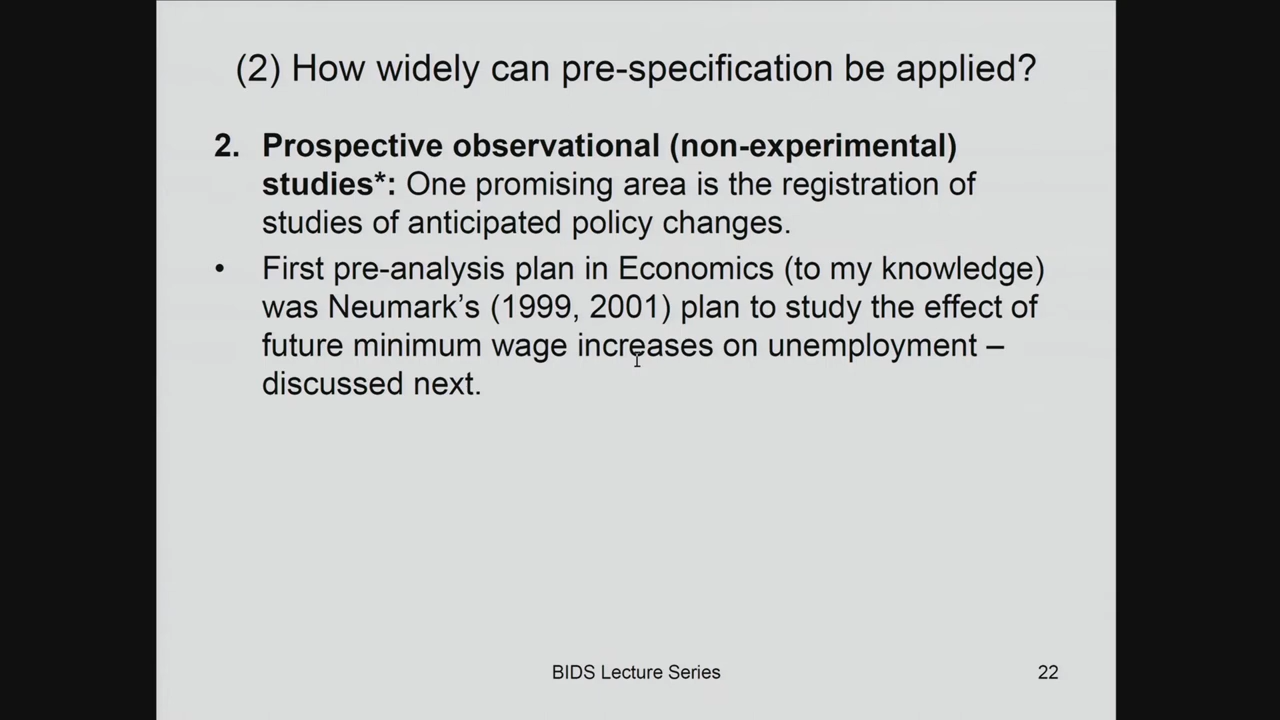 (2) How widely can pre-specification be applied?
2. Prospective observational (non-experimental)
studies*: One promising area is the registration of
studies of anticipated policy changes.
• First pre-analysis plan in Economics (to my knowledge)
was Neumark’s (1999, 2001) plan to study the effect of
future minimum wage increases on unemployment –
discussed next.
BIDS Lecture Series
22